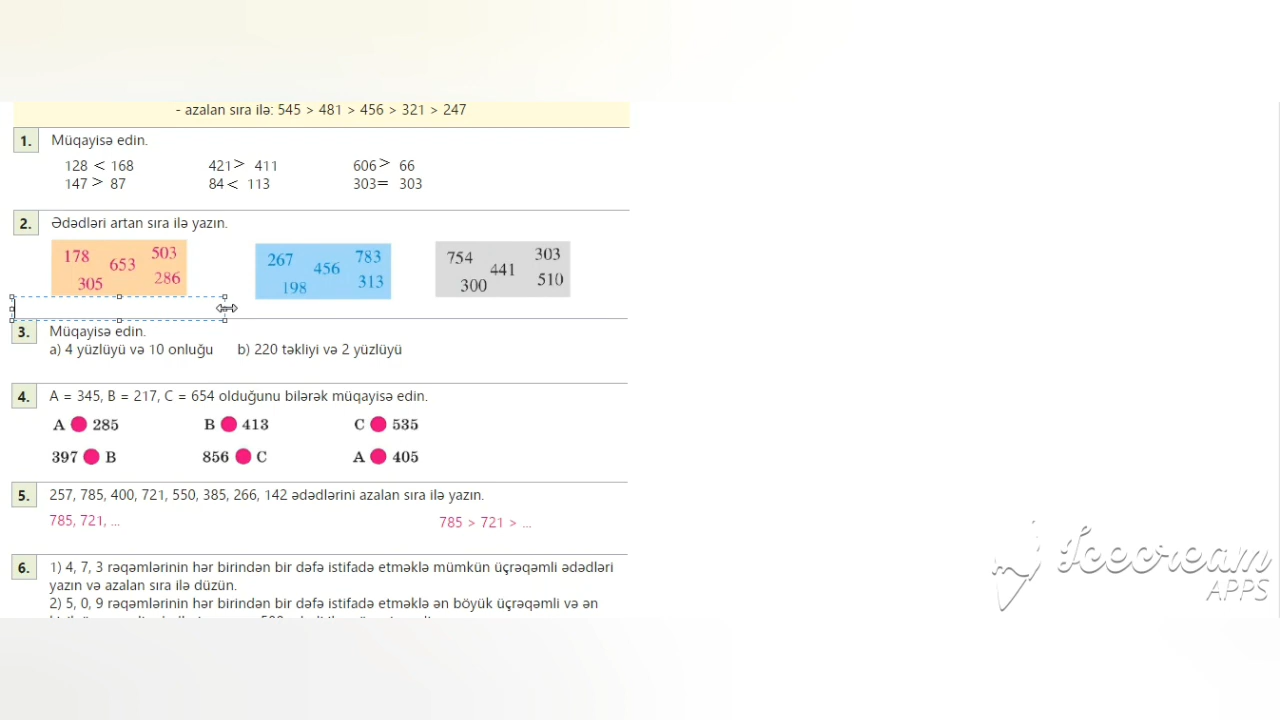 - azalan sıra ilə: 545 > 481 > 456 > 321 > 247
1. Müqayisə edin.
128 < 168 421 > 411 606 > 66
147 > 87 84 < 113 303 = 303
2. Ədədləri artan sıra ilə yazın.
178 653 503 305 286
267 456 783 198 313
754 441 303 300 510
3. Müqayisə edin.
a) 4 yüzlüyü və 10 onluğu b) 220 təkliyi və 2 yüzlüyü
4. A = 345, B = 217, C = 654 olduğunu bilərək müqayisə edin.
A 285 B 413 C 535
397 B 856 C A 405
5. 257, 785, 400, 721, 550, 385, 266, 142 ədədlərini azalan sıra ilə yazın.
785, 721, ... 785 > 721 > ...
6. 1) 4, 7, 3 rəqəmlərinin hər birindən bir dəfə istifadə etməklə mümkün üçrəqəmli ədədləri
yazın və azalan sıra ilə düzün.
2) 5, 0, 9 rəqəmlərinin hər birindən bir dəfə istifadə etməklə ən böyük üçrəqəmli və ən
Icecream
APPS